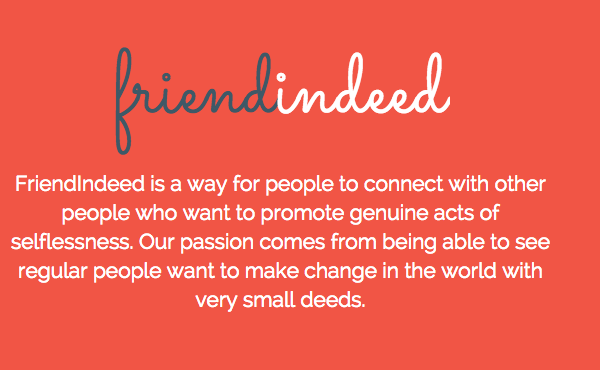 friendindeed
FriendIndeed is a way for people to connect with other
people who want to promote genuine acts of
selflessness. Our passion comes from being able to see
regular people want to make change in the world with
very small deeds.